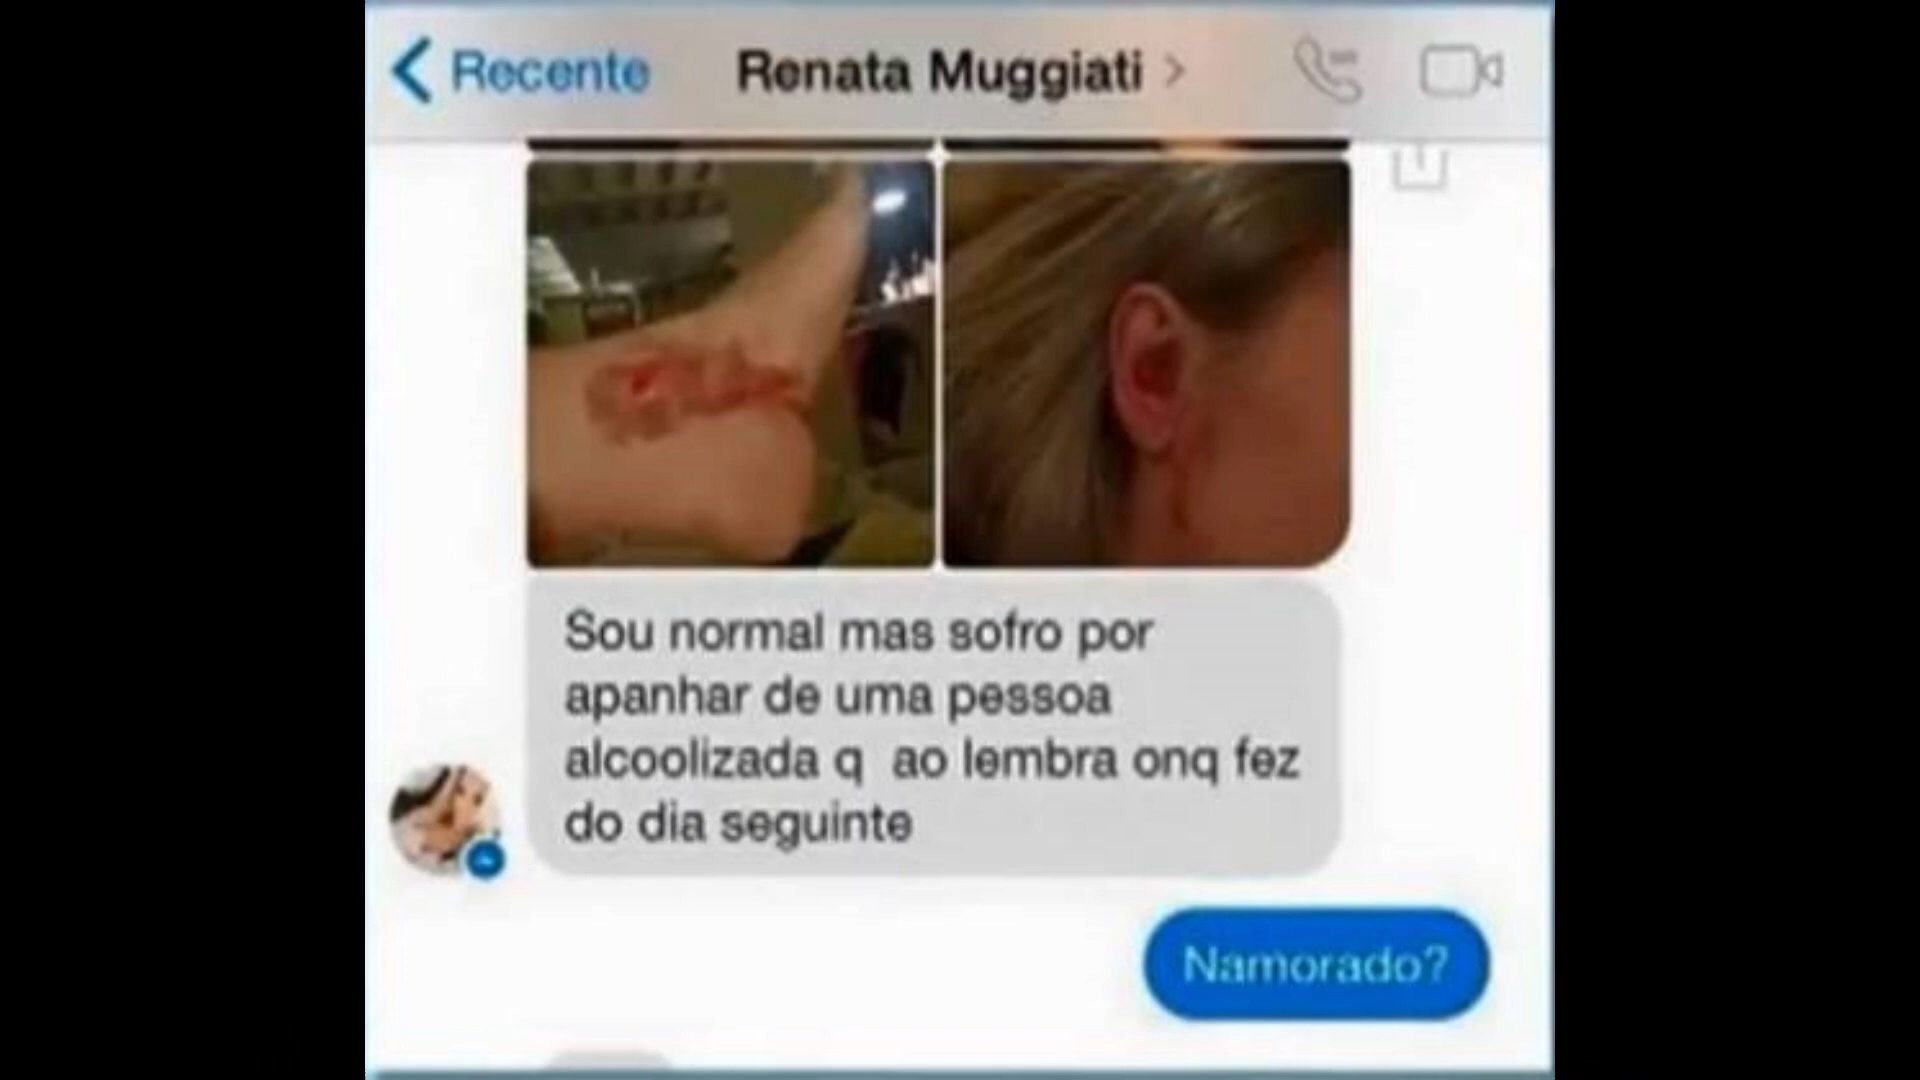 Recente
Renata Muggiati
Sou normal mas sofro por
apanhar de uma pessoa
alcoolizada q ao lembra onq fez
do dia seguinte
Namorado?